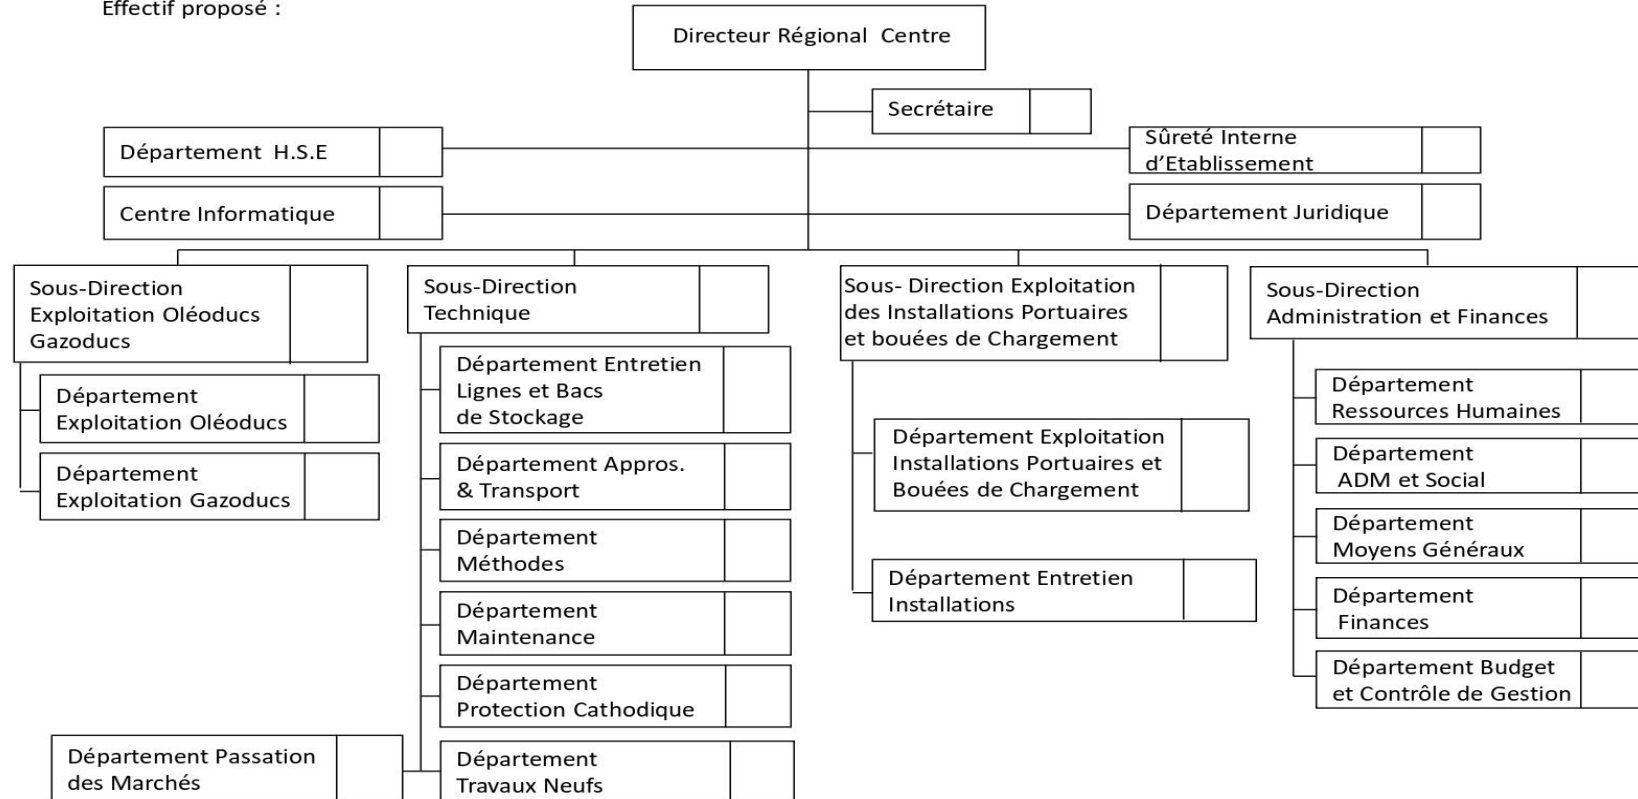 Effectif proposé :
Directeur Régional  Centre
Secrétaire
Département  H.S.E
Sûreté Interne
d’Etablissement
Centre Informatique
Département Juridique
Sous-Direction
Exploitation Oléoducs
Gazoducs
Département
Exploitation Oléoducs
Département
Exploitation Gazoducs
Sous-Direction
Technique
Département Entretien
Lignes et Bacs
de Stockage
Département Appros.
& Transport
Département
Méthodes
Département
Maintenance
Département
Protection Cathodique
Département Passation
des Marchés
Département
Travaux Neufs
Sous- Direction Exploitation
des Installations Portuaires
et bouées de Chargement
Département Exploitation
Installations Portuaires et
Bouées de Chargement
Département Entretien
Installations
Sous-Direction
Administration et Finances
Département
Ressources Humaines
Département
ADM et Social
Département
Moyens Généraux
Département
Finances
Département Budget
et Contrôle de Gestion